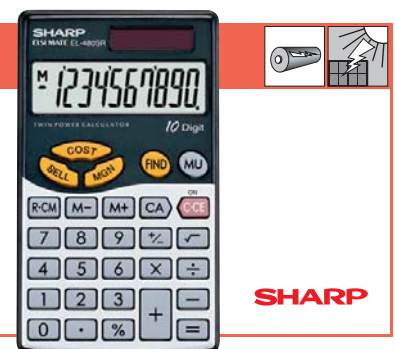 SHARP
ELSI MATE EL-480SR
M - 1234567890.
TWIN POWER CALCULATOR 10 Digit
COST
SELL MGN FIND MU
ON
R·CM M− M+ CA C·CE
7 8 9 +/− √
4 5 6 × ÷
1 2 3 + −
0 · % =
SHARP